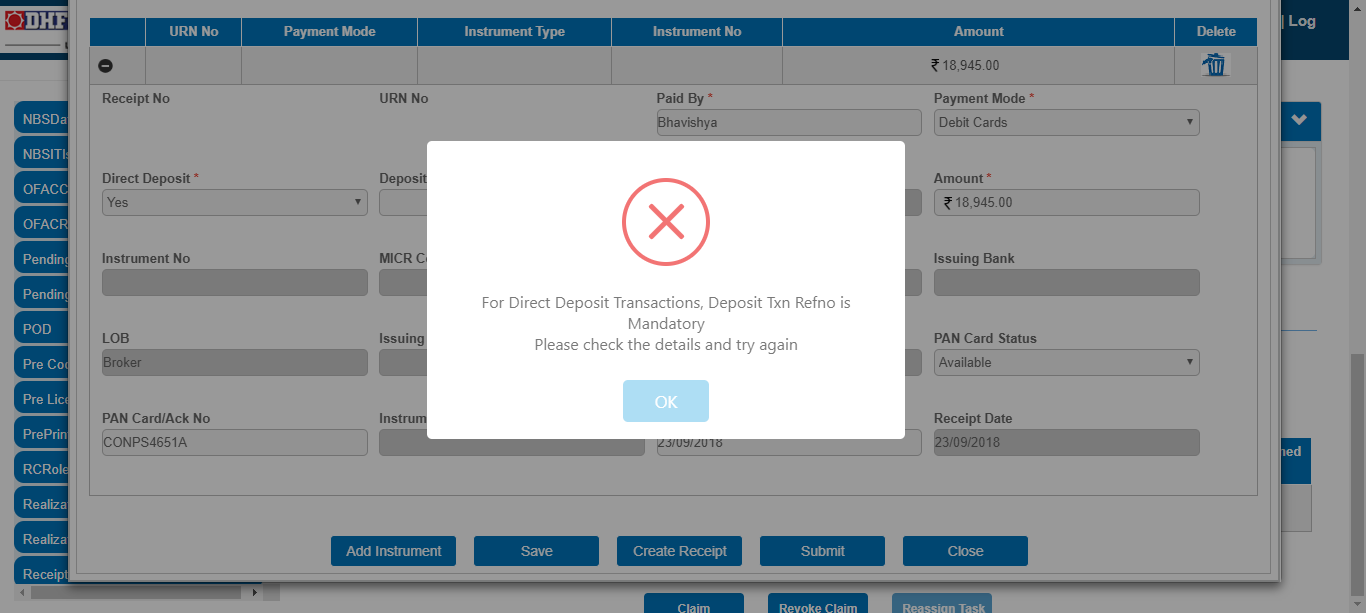 DHF
| Log
URN No Payment Mode Instrument Type Instrument No Amount Delete
₹ 18,945.00
Receipt No URN No Paid By * Payment Mode *
Bhavishya Debit Cards
Direct Deposit * Deposit Amount *
Yes ₹ 18,945.00
Instrument No MICR Issuing Bank
LOB Issuing PAN Card Status
Broker Available
PAN Card/Ack No Instrum Receipt Date
CONPS4651A 23/09/2018 23/09/2018
For Direct Deposit Transactions, Deposit Txn Refno is
Mandatory
Please check the details and try again
OK
Add Instrument Save Create Receipt Submit Close
NBSDa
NBSITIs
OFACC
OFACR
Pending
Pending
POD
Pre Coo
Pre Lice
PrePrin
RCRole
Realiza
Realiza
Receipt
ned
Claim Revoke Claim Reassign Task